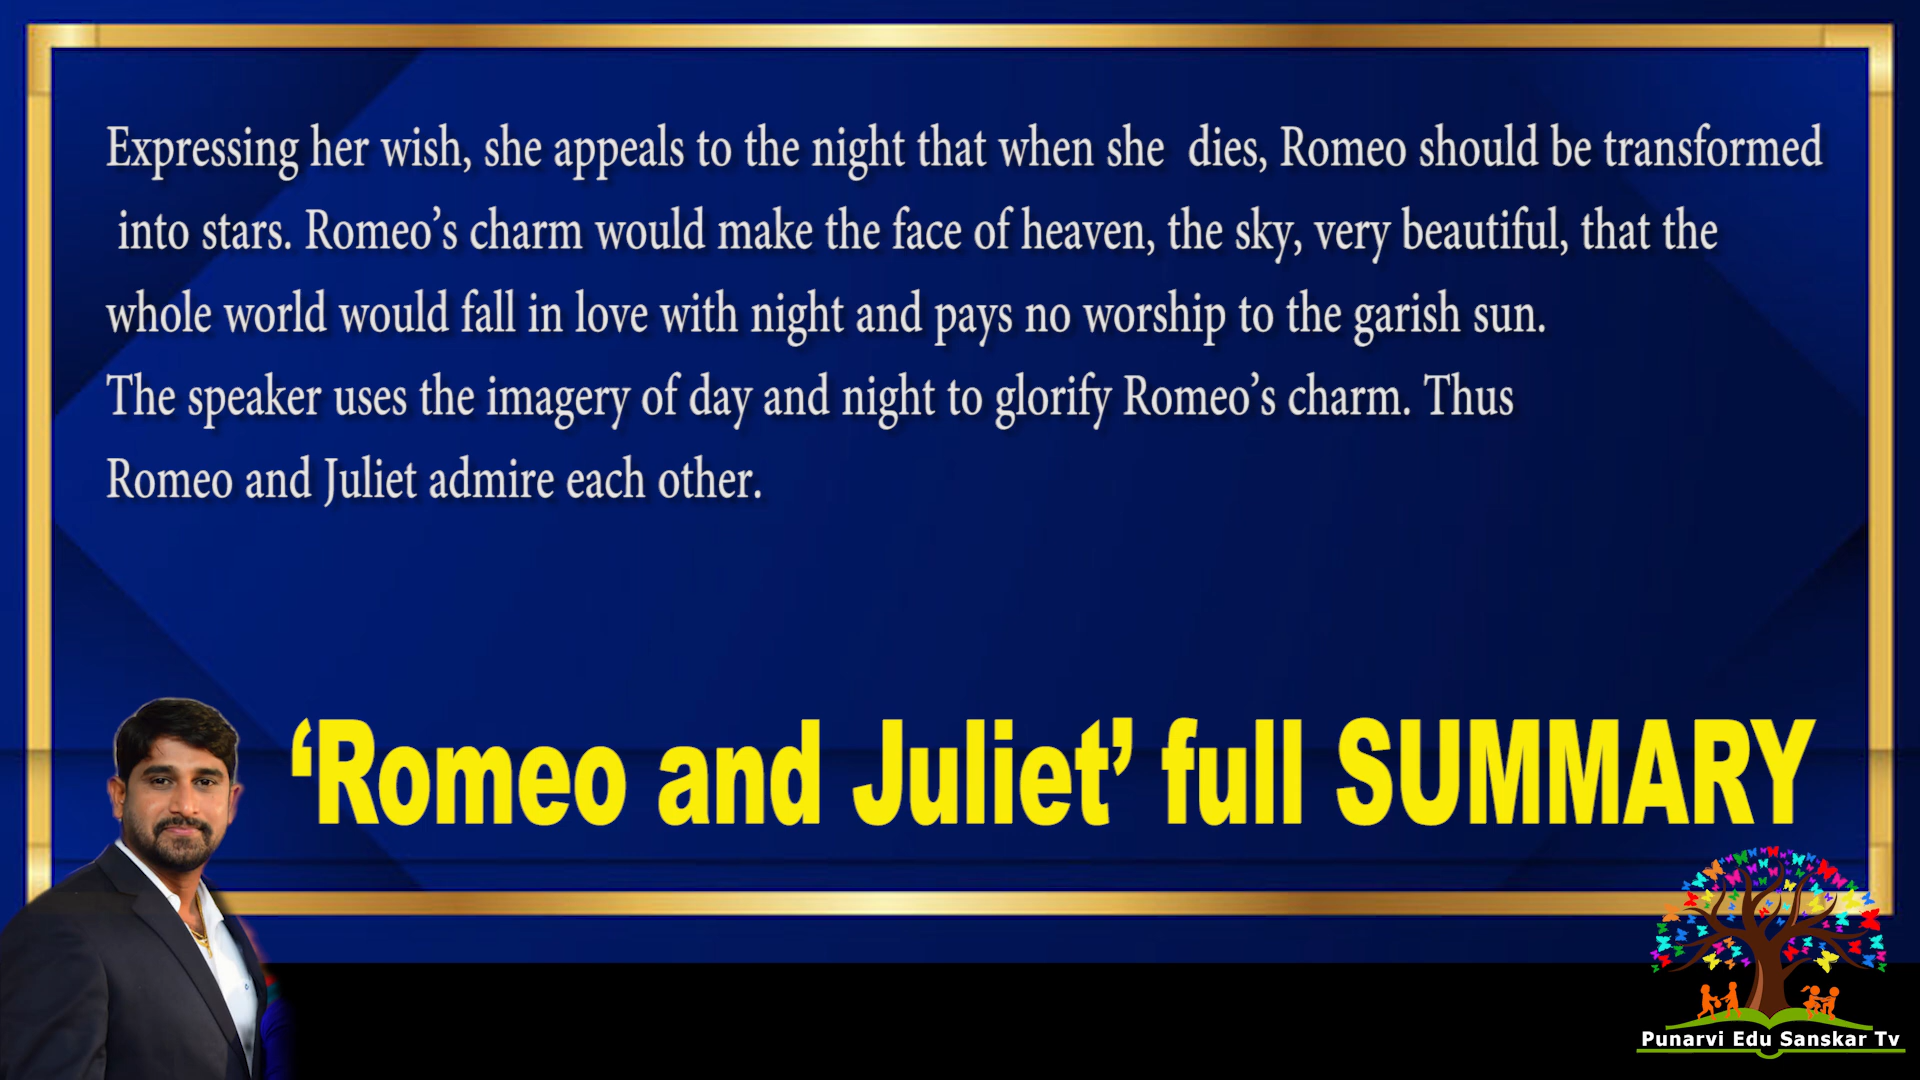 Expressing her wish, she appeals to the night that when she  dies, Romeo should be transformed
into stars. Romeo’s charm would make the face of heaven, the sky, very beautiful, that the
whole world would fall in love with night and pays no worship to the garish sun.
The speaker uses the imagery of day and night to glorify Romeo’s charm. Thus
Romeo and Juliet admire each other.
‘Romeo and Juliet’ full SUMMARY
Punarvi Edu Sanskar Tv